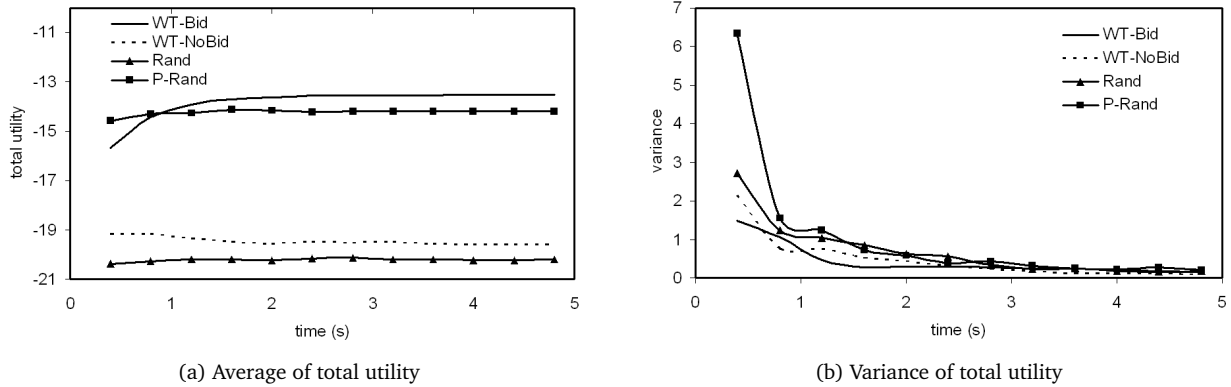 -11
-13
-15
-17
-19
-21
total utility
WT-Bid
WT-NoBid
Rand
P-Rand
0
1
2
3
4
5
time (s)
(a) Average of total utility
7
6
5
4
3
2
1
0
variance
WT-Bid
WT-NoBid
Rand
P-Rand
0
1
2
3
4
5
time (s)
(b) Variance of total utility